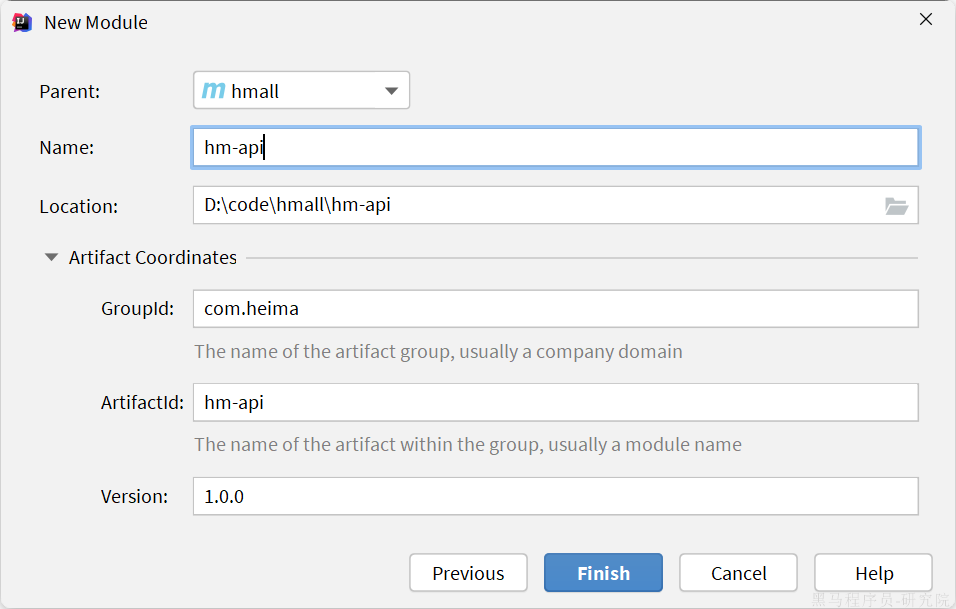 New Module
Parent:
m hmall
Name:
hm-api
Location:
D:\code\hmall\hm-api
Artifact Coordinates
GroupId:
com.heima
The name of the artifact group, usually a company domain
ArtifactId:
hm-api
The name of the artifact within the group, usually a module name
Version:
1.0.0
Previous
Finish
Cancel
Help
黑马程序员-研究院